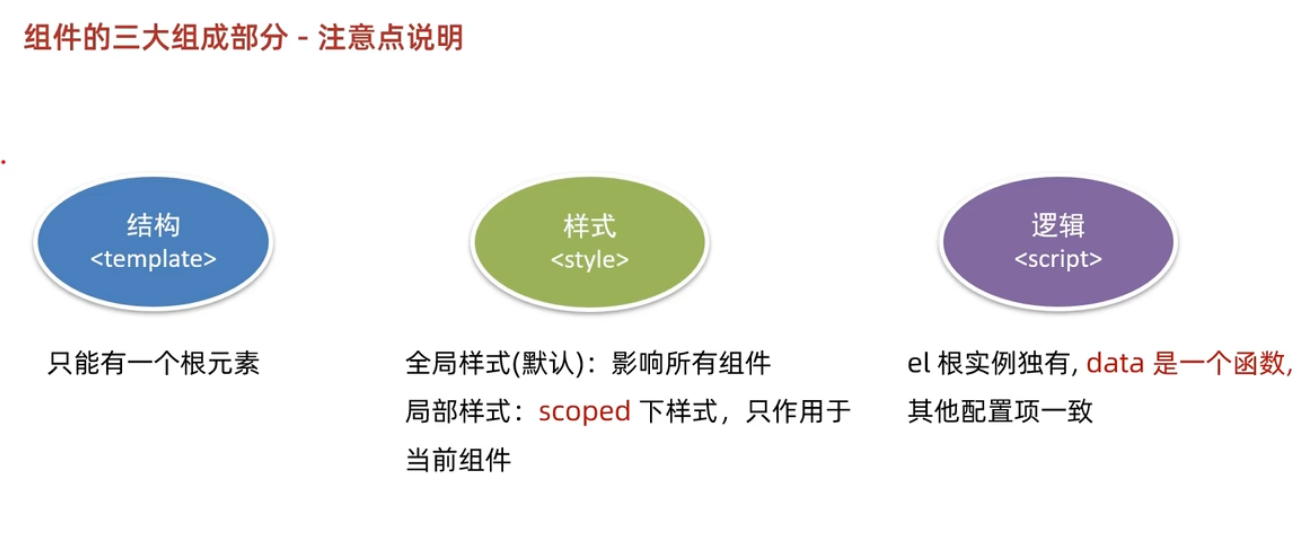 组件的三大组成部分 - 注意点说明
结构
<template>
只能有一个根元素
样式
<style>
全局样式(默认)：影响所有组件
局部样式：scoped 下样式，只作用于
当前组件
逻辑
<script>
el 根实例独有, data 是一个函数,
其他配置项一致